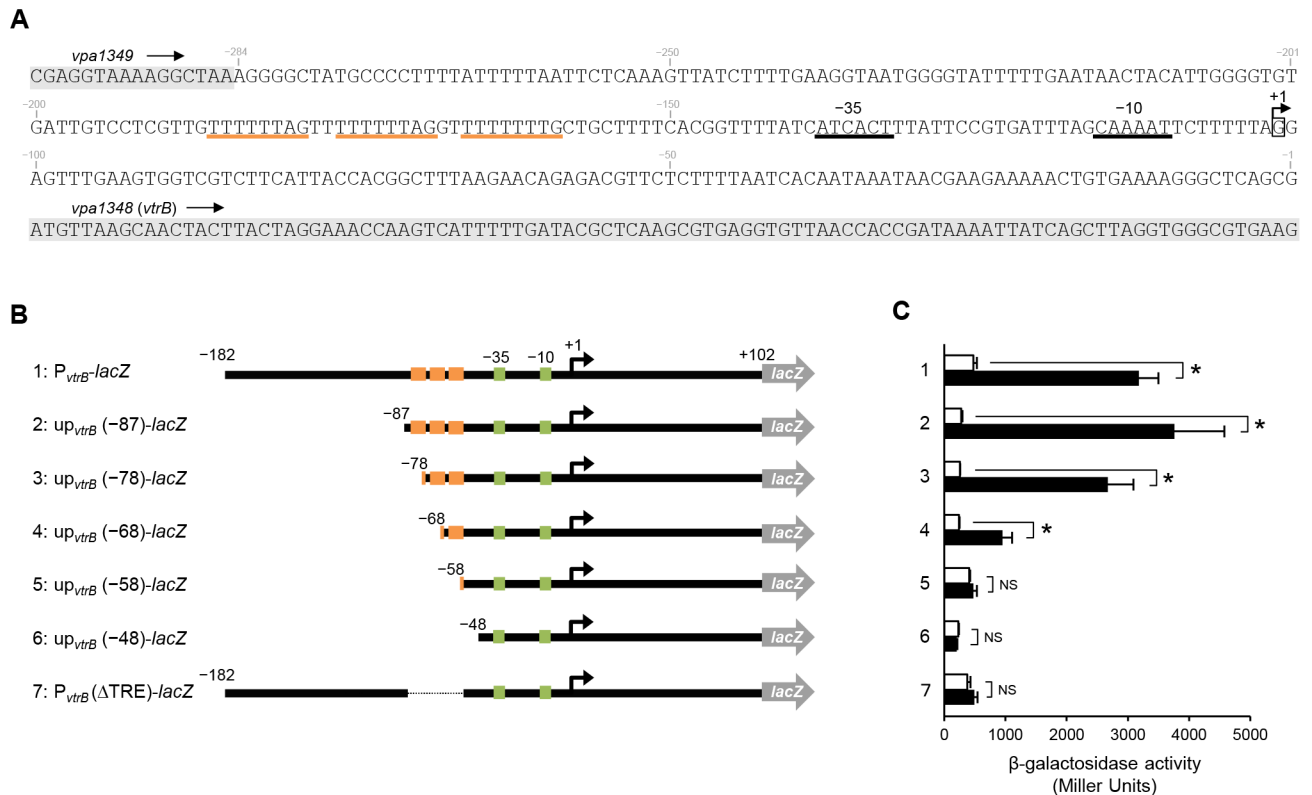 A
vpa1349
−284
−250
−201
CGAGGTAAAAGGCTAAAGGGGCTATGCCCCTTTTATTTTTAATTCTCAAAGTTATCTTTTGAAGGTAATGGGGTATTTTTGAATAACTACATTGGGGTGT
−200
−150
−35
−10
+1
GATTGTCCTCGTTGTTTTTTAGTTTTTTTTAGGTTTTTTTTGCTGCTTTTCACGGTTTTATCATCACTTTATTCCGTGATTTAGCAAAATTCTTTTTAGG
−100
−50
−1
AGTTTGAAGTGGTCGTCTTCATTACCACGGCTTTAAGAACAGAGACGTTCTCTTTTAATCACAATAAATAACGAAGAAAAACTGTGAAAAGGGCTCAGCG
vpa1348 (vtrB)
ATGTTAAGCAACTACTTACTAGGAAACCAAGTCATTTTTGATACGCTCAAGCGTGAGGTGTTAACCACCGATAAAATTATCAGCTTAGGTGGGCGTGAAG
B
−182
−35
−10
+1
+102
1: PvtrB-lacZ
lacZ
−87
2: upvtrB (−87)-lacZ
lacZ
−78
3: upvtrB (−78)-lacZ
lacZ
−68
4: upvtrB (−68)-lacZ
lacZ
−58
5: upvtrB (−58)-lacZ
lacZ
−48
6: upvtrB (−48)-lacZ
lacZ
−182
7: PvtrB(ΔTRE)-lacZ
lacZ
C
1
*
2
*
3
*
4
*
5
NS
6
NS
7
NS
0 1000 2000 3000 4000 5000
β-galactosidase activity
(Miller Units)